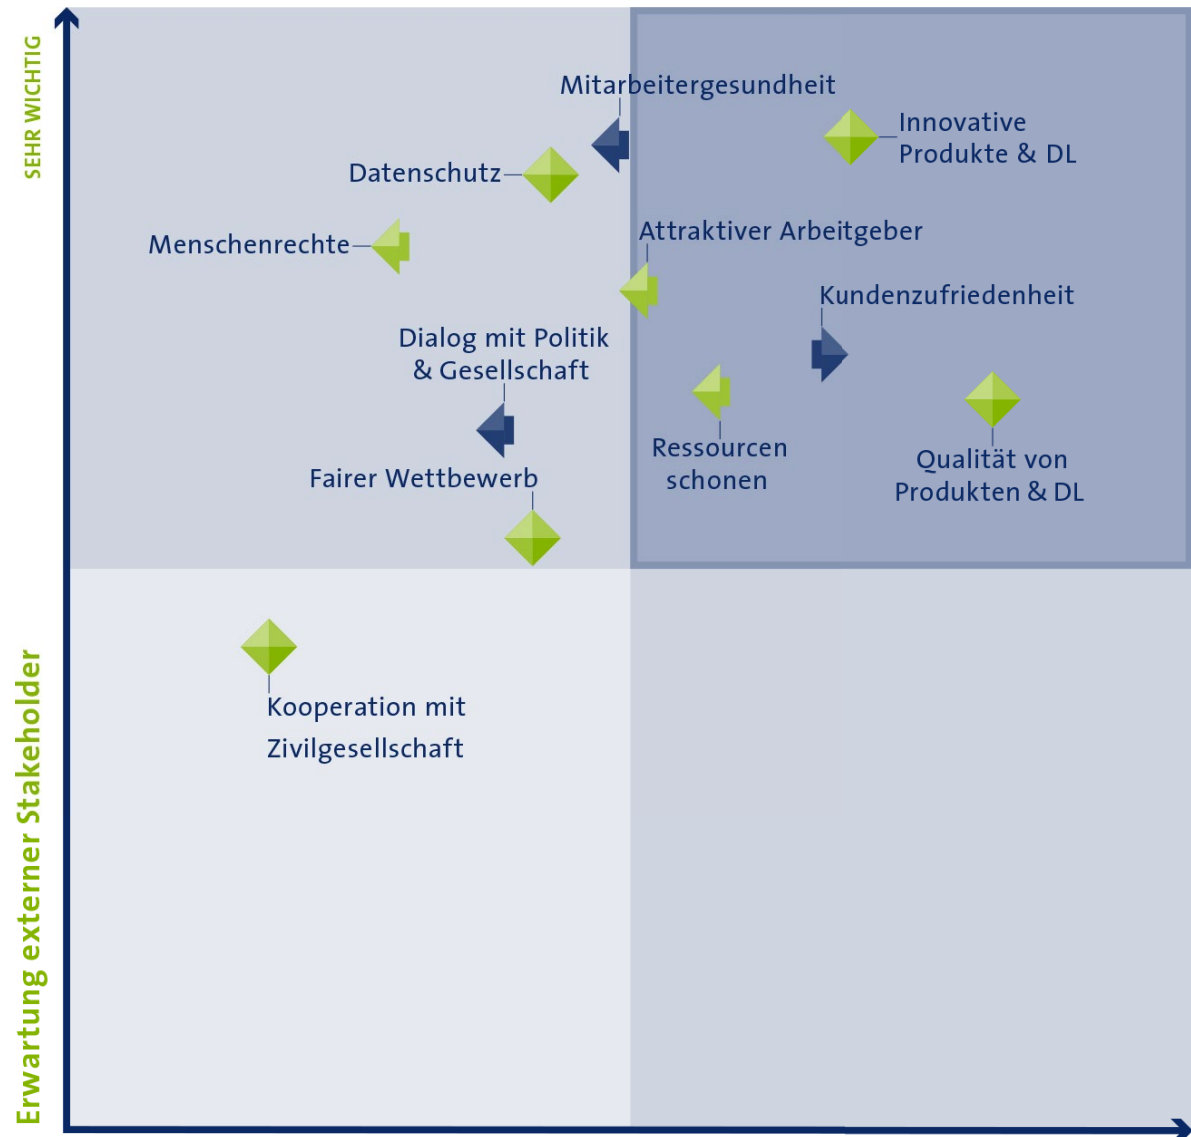 SEHR WICHTIG
Erwartung externer Stakeholder
Mitarbeitergesundheit
Innovative
Produkte & DL
Datenschutz
Menschenrechte
Attraktiver Arbeitgeber
Kundenzufriedenheit
Dialog mit Politik
& Gesellschaft
Ressourcen
schonen
Qualität von
Produkten & DL
Fairer Wettbewerb
Kooperation mit
Zivilgesellschaft